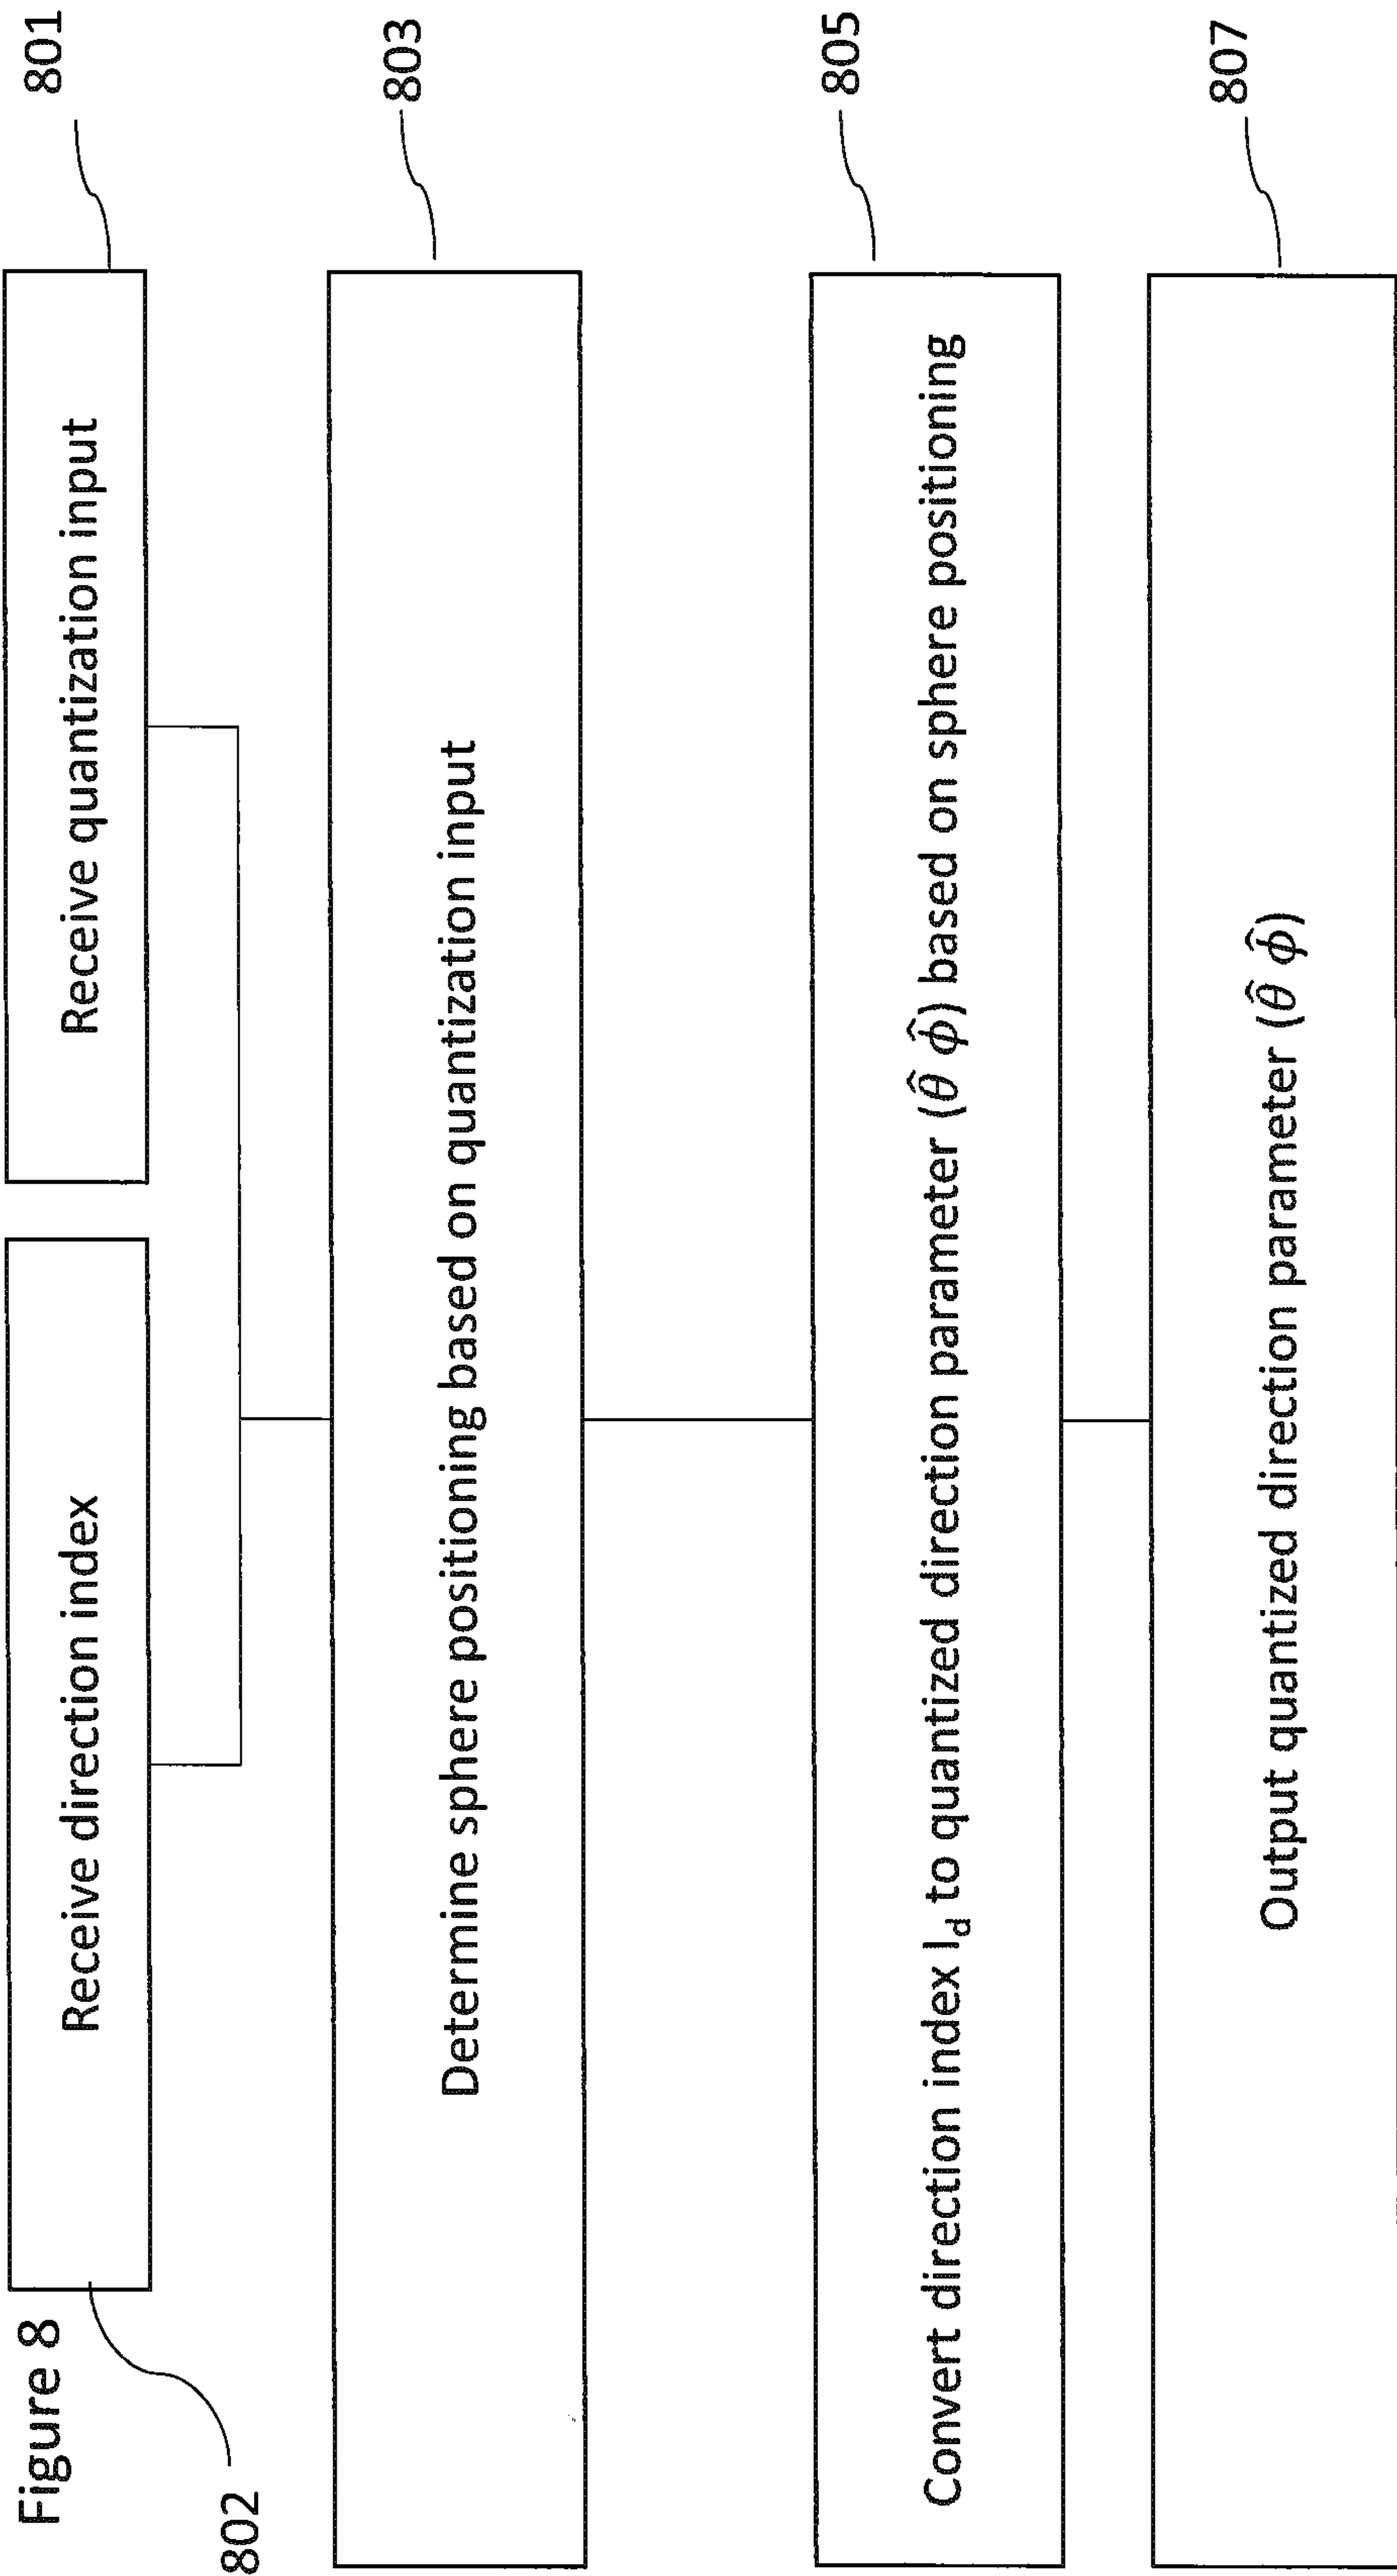 Figure 8
802
Receive direction index
Receive quantization input
801
Determine sphere positioning based on quantization input
803
Convert direction index I_d to quantized direction parameter (θ̂ ϕ̂) based on sphere positioning
805
Output quantized direction parameter (θ̂ ϕ̂)
807